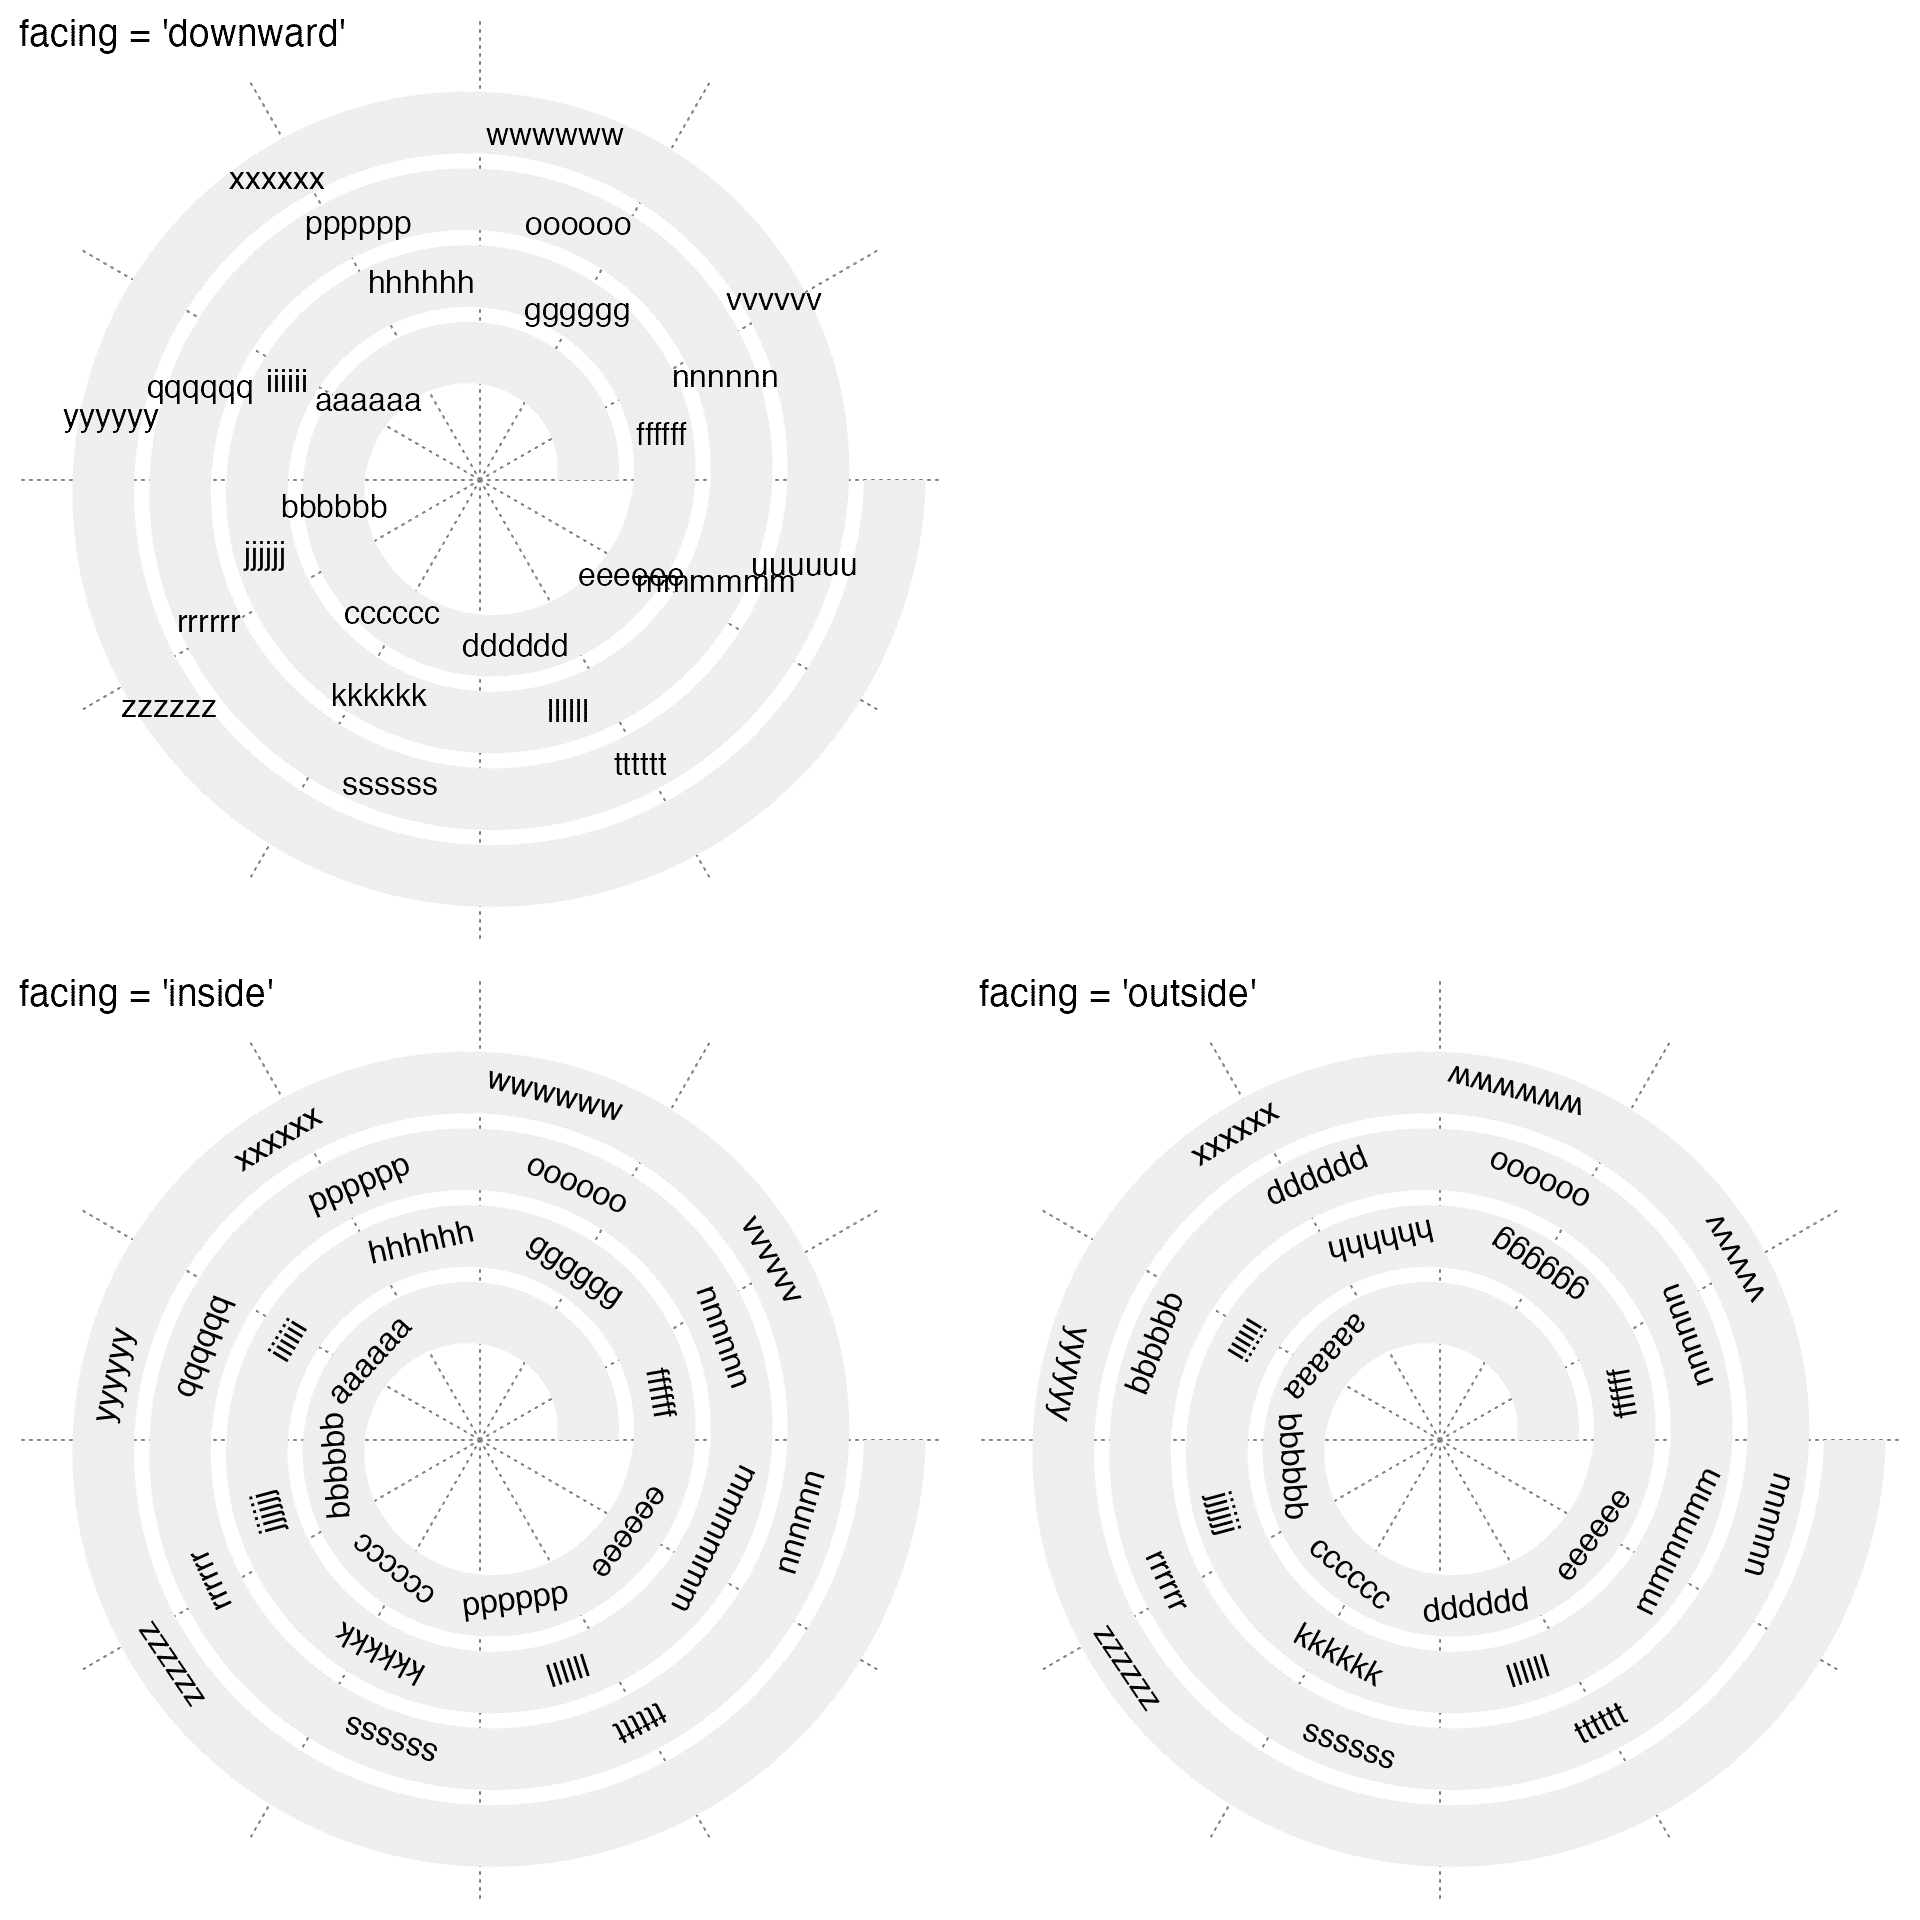 facing = 'downward'
aaaaaa
bbbbbb
cccccc
dddddd
eeeeee
ffffff
gggggg
hhhhhh
iiiiii
jjjjjj
kkkkkk
llllll
mmmmmm
nnnnnn
oooooo
pppppp
qqqqqq
rrrrrr
ssssss
tttttt
uuuuuu
vvvvvv
wwwwww
xxxxxx
yyyyyy
zzzzzz
facing = 'inside'
aaaaaa
bbbbbb
cccccc
dddddd
eeeeee
ffffff
gggggg
hhhhhh
iiiiii
jjjjjj
kkkkkk
llllll
mmmmmm
nnnnnn
oooooo
pppppp
qqqqqq
rrrrrr
ssssss
tttttt
uuuuuu
vvvvvv
wwwwww
xxxxxx
yyyyyy
zzzzzz
facing = 'outside'
aaaaaa
bbbbbb
cccccc
dddddd
eeeeee
ffffff
gggggg
hhhhhh
iiiiii
jjjjjj
kkkkkk
llllll
mmmmmm
nnnnnn
oooooo
pppppp
qqqqqq
rrrrrr
ssssss
tttttt
uuuuuu
vvvvvv
wwwwww
xxxxxx
yyyyyy
zzzzzz